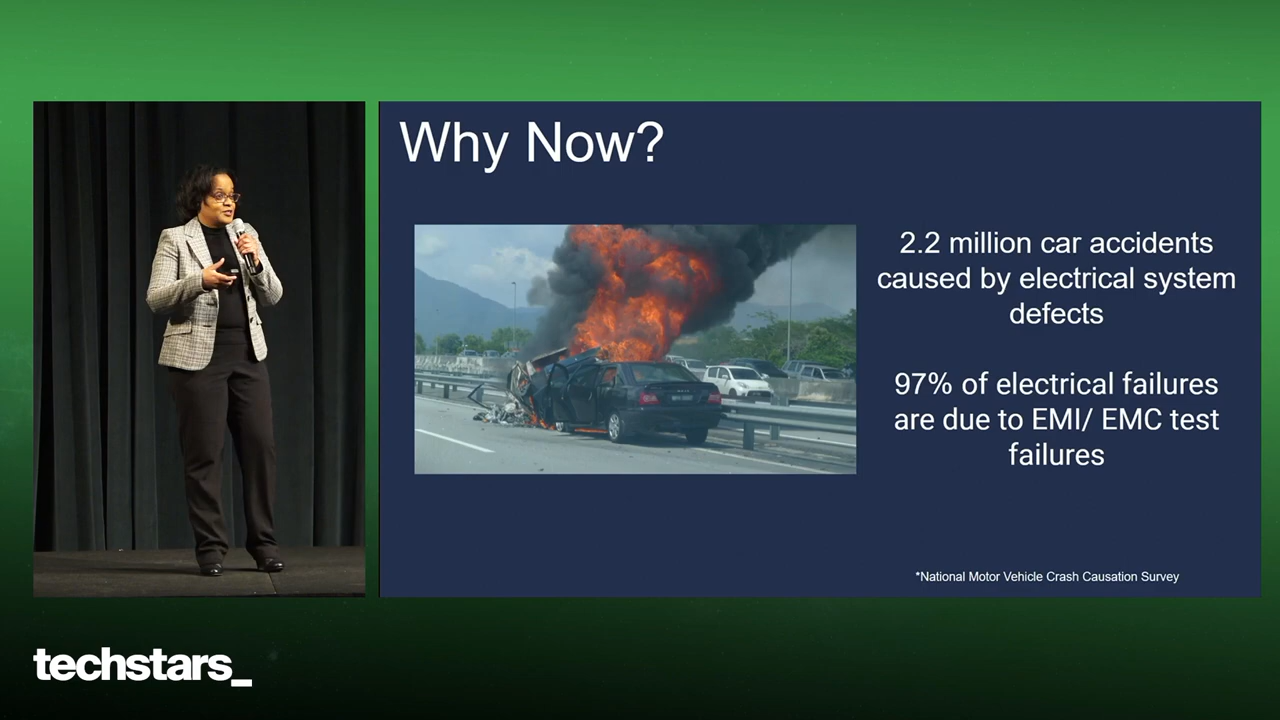 Why Now?
2.2 million car accidents
caused by electrical system
defects
97% of electrical failures
are due to EMI/ EMC test
failures
*National Motor Vehicle Crash Causation Survey
techstars_